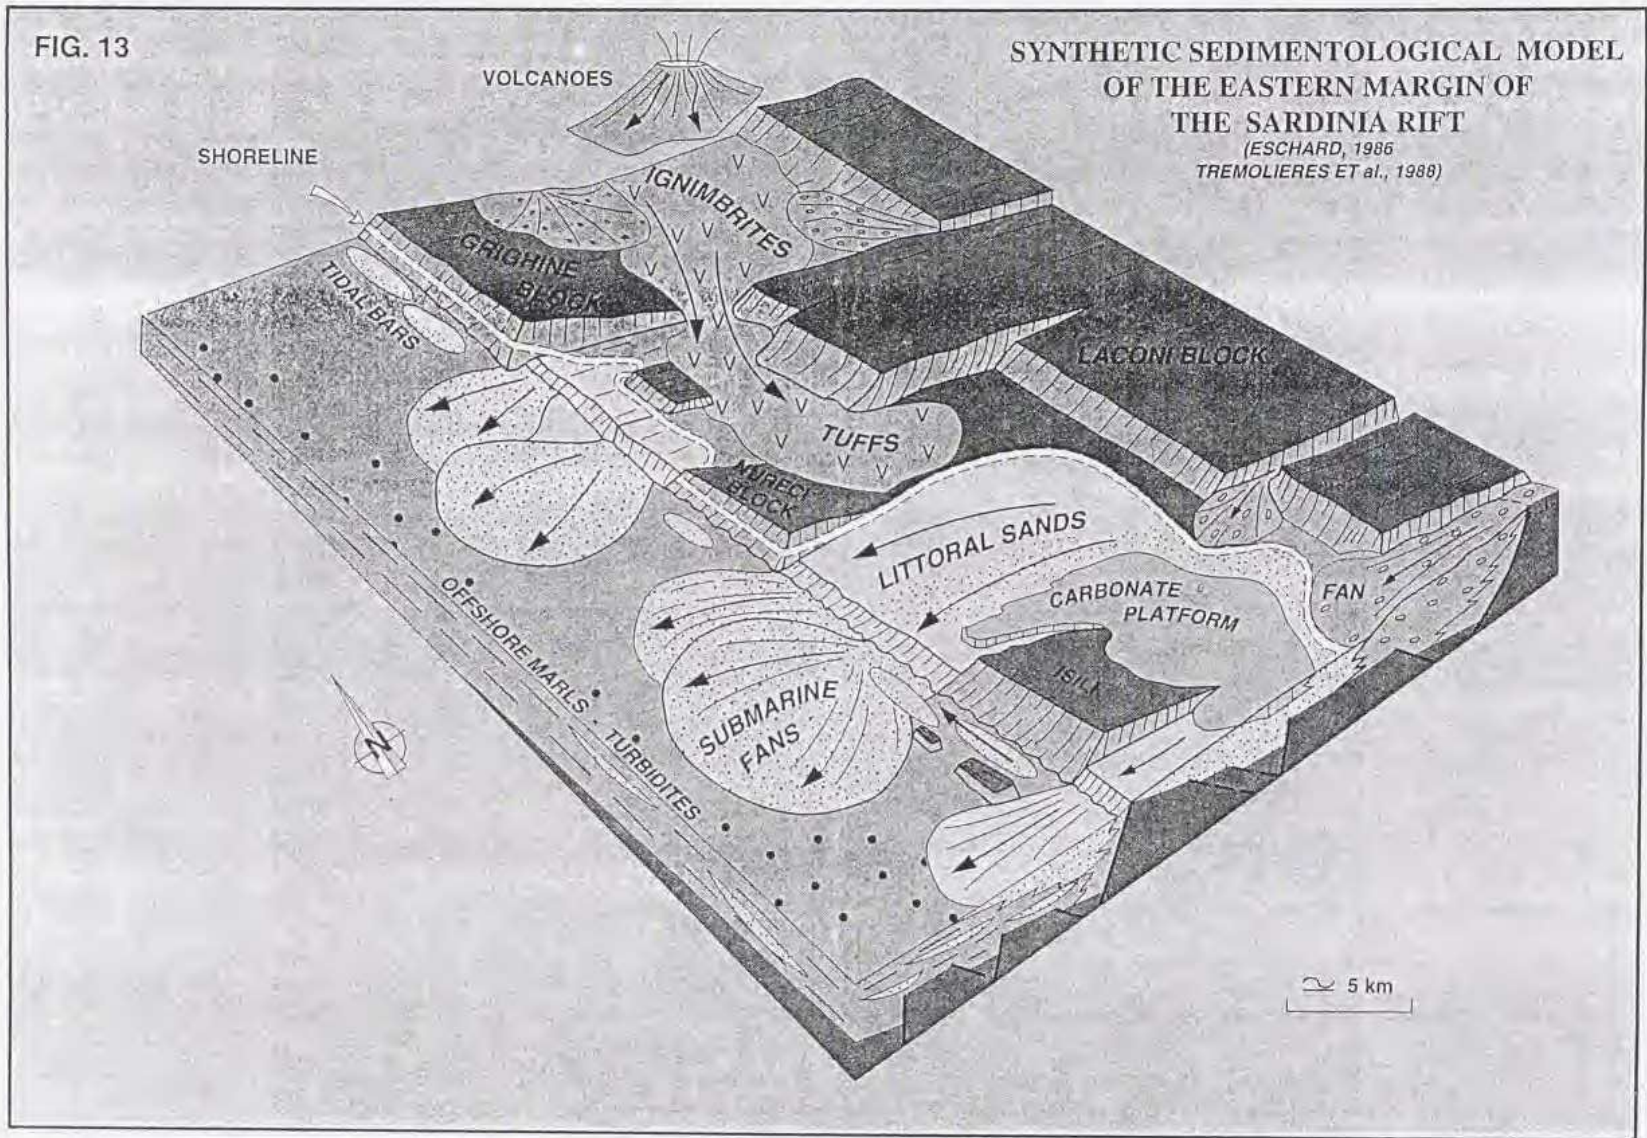 FIG. 13
SYNTHETIC SEDIMENTOLOGICAL MODEL
OF THE EASTERN MARGIN OF
THE SARDINIA RIFT
(ESCHARD, 1986
TREMOLIERES ET al., 1988)
VOLCANOES
SHORELINE
IGNIMBRITES
GRIGHINE
BLOCK
TIDAL BARS
LACONI BLOCK
TUFFS
MURECI
BLOCK
LITTORAL SANDS
CARBONATE
PLATFORM
FAN
ISILI
OFFSHORE MARLS - TURBIDITES
SUBMARINE
FANS
N
≃ 5 km